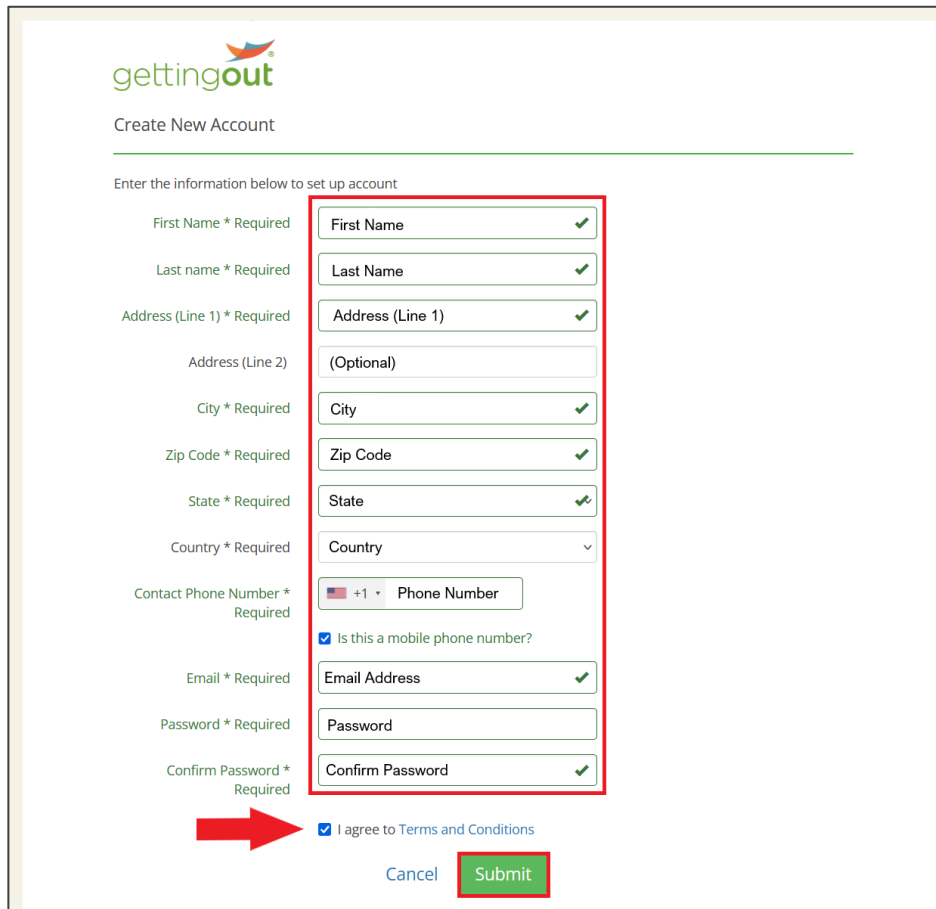 gettingout®
Create New Account
Enter the information below to set up account
First Name * Required First Name
Last name * Required Last Name
Address (Line 1) * Required Address (Line 1)
Address (Line 2) (Optional)
City * Required City
Zip Code * Required Zip Code
State * Required State
Country * Required Country
Contact Phone Number * +1 Phone Number
Required
Is this a mobile phone number?
Email * Required Email Address
Password * Required Password
Confirm Password * Confirm Password
Required
I agree to Terms and Conditions
Cancel Submit